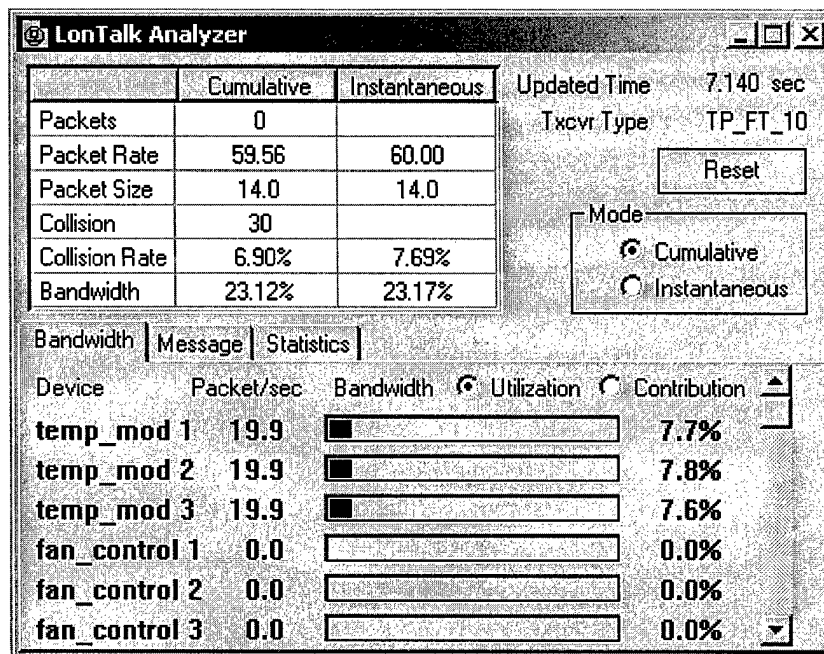 LonTalk Analyzer
Cumulative Instantaneous
Packets 0
Packet Rate 59.56 60.00
Packet Size 14.0 14.0
Collision 30
Collision Rate 6.90% 7.69%
Bandwidth 23.12% 23.17%
Updated Time 7.140 sec
Txcvr Type TP_FT_10
Reset
Mode
Cumulative
Instantaneous
Bandwidth Message Statistics
Device Packet/sec Bandwidth Utilization Contribution
temp_mod 1 19.9 7.7%
temp_mod 2 19.9 7.8%
temp_mod 3 19.9 7.6%
fan_control 1 0.0 0.0%
fan_control 2 0.0 0.0%
fan_control 3 0.0 0.0%